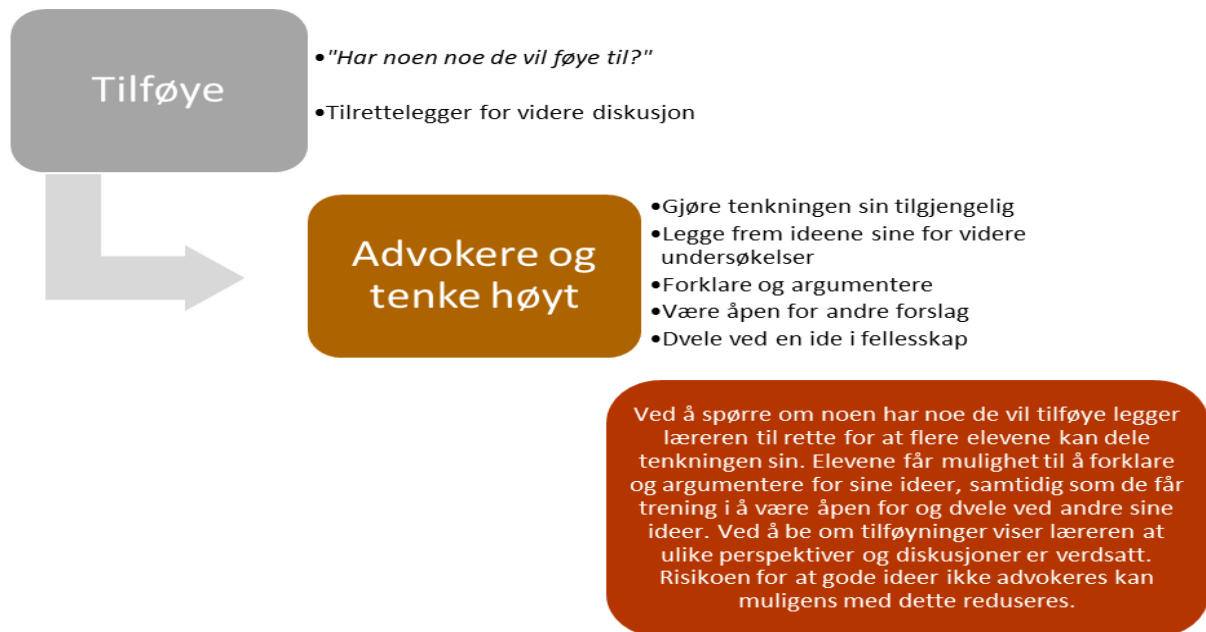 Tilføye
•"Har noen noe de vil føye til?"
•Tilrettelegger for videre diskusjon
Advokere og
tenke høyt
•Gjøre tenkningen sin tilgjengelig
•Legge frem ideene sine for videre
undersøkelser
•Forklare og argumentere
•Være åpen for andre forslag
•Dvele ved en ide i fellesskap
Ved å spørre om noen har noe de vil tilføye legger
læreren til rette for at flere elevene kan dele
tenkningen sin. Elevene får mulighet til å forklare
og argumentere for sine ideer, samtidig som de får
trening i å være åpen for og dvele ved andre sine
ideer. Ved å be om tilføyninger viser læreren at
ulike perspektiver og diskusjoner er verdsatt.
Risikoen for at gode ideer ikke advokeres kan
muligens med dette reduseres.